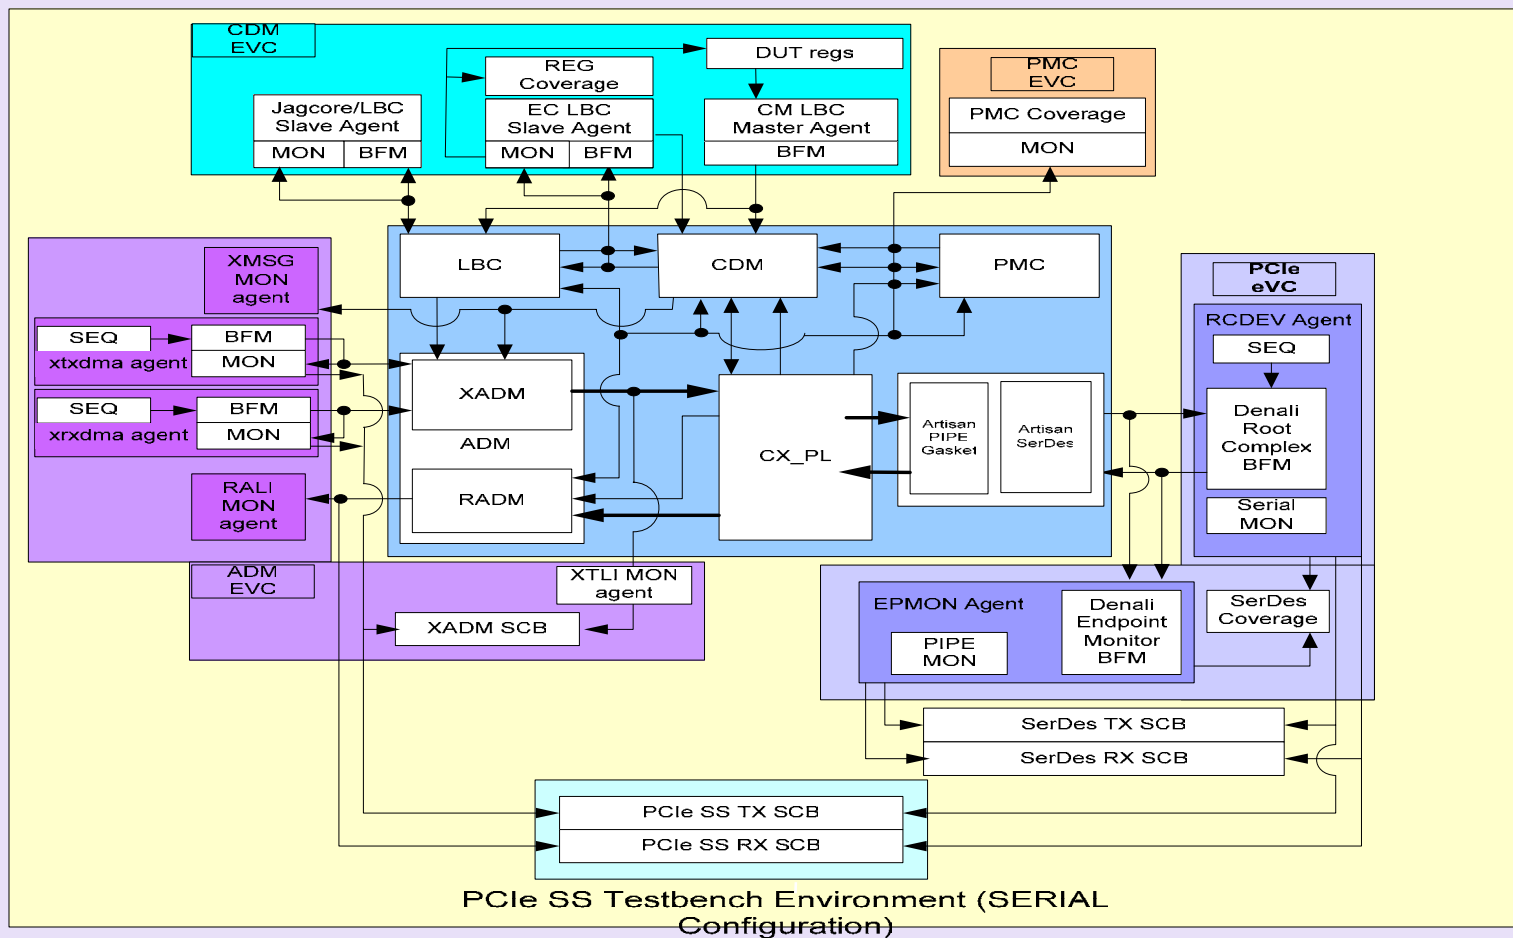 CDM
EVC
DUT regs
REG
Coverage
Jagcore/LBC
Slave Agent
MON
BFM
EC LBC
Slave Agent
MON
BFM
CM LBC
Master Agent
BFM
PMC
EVC
PMC Coverage
MON
LBC
CDM
PMC
XMSG
MON
agent
SEQ
BFM
MON
xtxdma agent
SEQ
BFM
MON
xrxdma agent
RALI
MON
agent
XADM
ADM
RADM
CX_PL
Artisan
PIPE
Gasket
Artisan
SerDes
PCIe
eVC
RCDEV Agent
SEQ
Denali
Root
Complex
BFM
Serial
MON
ADM
EVC
XTLI MON
agent
XADM SCB
EPMON Agent
PIPE
MON
Denali
Endpoint
Monitor
BFM
SerDes
Coverage
SerDes TX SCB
SerDes RX SCB
PCIe SS TX SCB
PCIe SS RX SCB
PCIe SS Testbench Environment (SERIAL
Configuration)